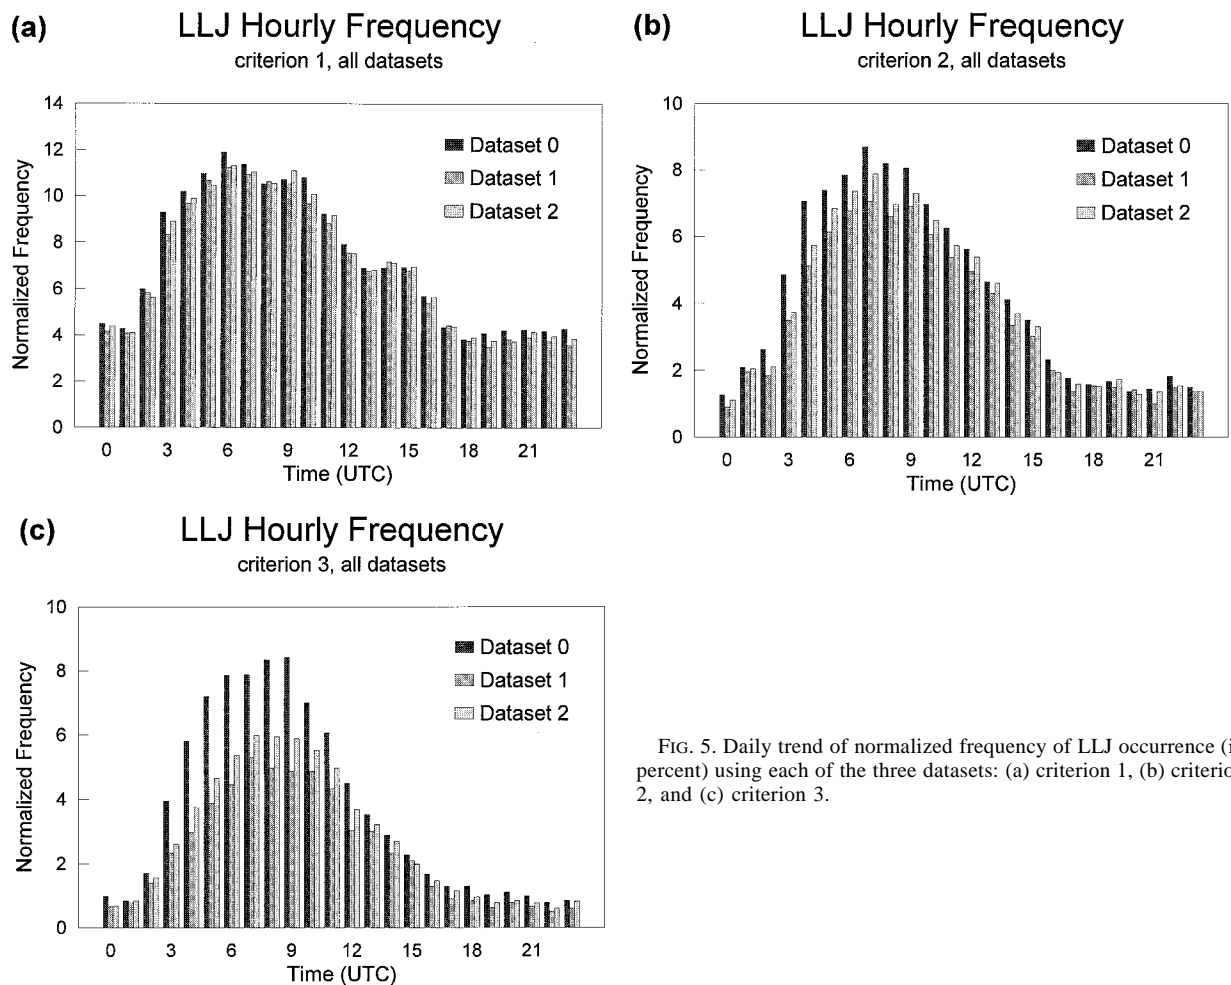 (a)
LLJ Hourly Frequency
criterion 1, all datasets
Normalized Frequency
14
12
10
8
6
4
2
0
Dataset 0
Dataset 1
Dataset 2
0 3 6 9 12 15 18 21
Time (UTC)
(b)
LLJ Hourly Frequency
criterion 2, all datasets
Normalized Frequency
10
8
6
4
2
0
Dataset 0
Dataset 1
Dataset 2
0 3 6 9 12 15 18 21
Time (UTC)
(c)
LLJ Hourly Frequency
criterion 3, all datasets
Normalized Frequency
10
8
6
4
2
0
Dataset 0
Dataset 1
Dataset 2
0 3 6 9 12 15 18 21
Time (UTC)
FIG. 5. Daily trend of normalized frequency of LLJ occurrence (i
percent) using each of the three datasets: (a) criterion 1, (b) criterio
2, and (c) criterion 3.